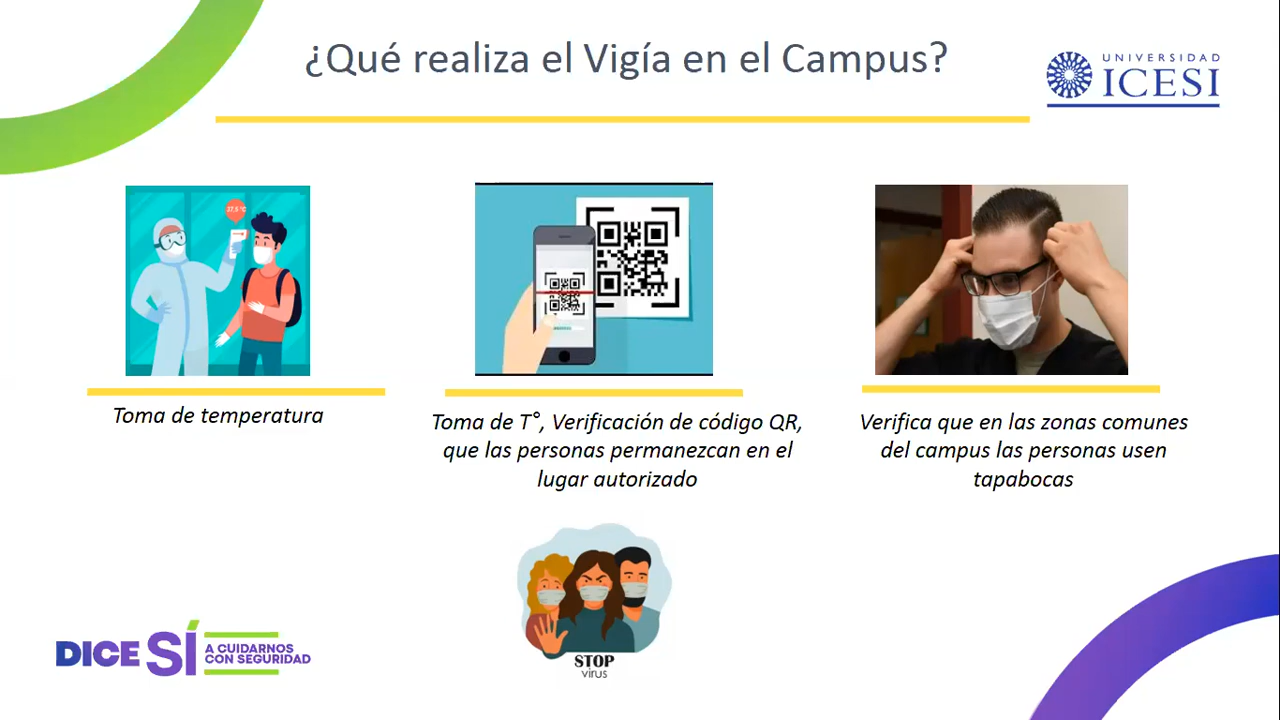 ¿Qué realiza el Vigía en el Campus?
UNIVERSIDAD
ICESI
37.5 °C
Toma de temperatura
Toma de T°, Verificación de código QR,
que las personas permanezcan en el
lugar autorizado
Verifica que en las zonas comunes
del campus las personas usen
tapabocas
STOP
virus
DICE SÍ
A CUIDARNOS
CON SEGURIDAD